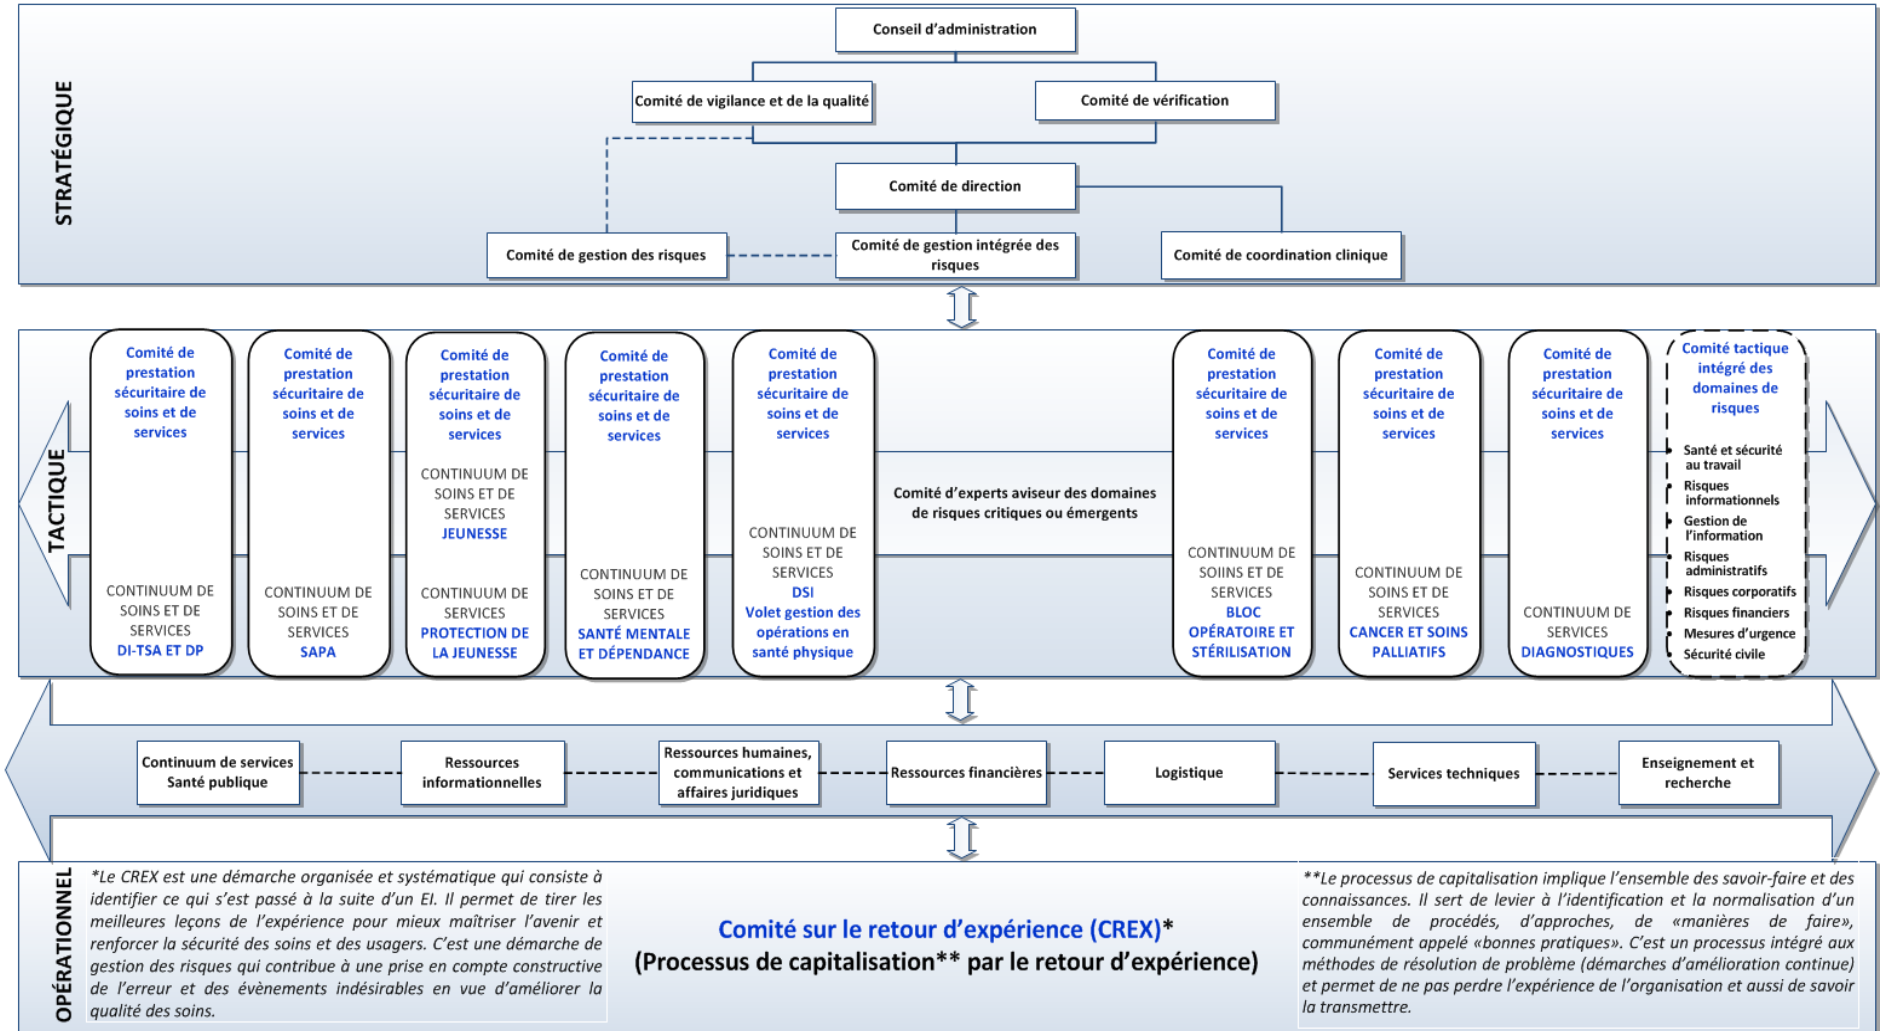 STRATÉGIQUE
Conseil d’administration
Comité de vigilance et de la qualité
Comité de vérification
Comité de direction
Comité de gestion des risques
Comité de gestion intégrée des
risques
Comité de coordination clinique
TACTIQUE
Comité de
prestation
sécuritaire de
soins et de
services
CONTINUUM DE
SOINS ET DE
SERVICES
DI-TSA ET DP
Comité de
prestation
sécuritaire de
soins et de
services
CONTINUUM DE
SOINS ET DE
SERVICES
SAPA
Comité de
prestation
sécuritaire de
soins et de
services
CONTINUUM DE
SOINS ET DE
SERVICES
JEUNESSE
CONTINUUM DE
SERVICES
PROTECTION DE
LA JEUNESSE
Comité de
prestation
sécuritaire de
soins et de
services
CONTINUUM DE
SOINS ET DE
SERVICES
SANTÉ MENTALE
ET DÉPENDANCE
Comité de
prestation
sécuritaire de
soins et de
services
CONTINUUM DE
SOINS ET DE
SERVICES
DSI
Volet gestion des
opérations en
santé physique
Comité d’experts aviseur des domaines
de risques critiques ou émergents
Comité de
prestation
sécuritaire de
soins et de
services
CONTINUUM DE
SOIINS ET DE
SERVICES
BLOC
OPÉRATOIRE ET
STÉRILISATION
Comité de
prestation
sécuritaire de
soins et de
services
CONTINUUM DE
SOINS ET DE
SERVICES
CANCER ET SOINS
PALLIATIFS
Comité de
prestation
sécuritaire de
soins et de
services
CONTINUUM DE
SERVICES
DIAGNOSTIQUES
Comité tactique
intégré des
domaines de
risques
• Santé et sécurité
au travail
• Risques
informationnels
• Gestion de
l’information
• Risques
administratifs
• Risques corporatifs
• Risques financiers
• Mesures d’urgence
• Sécurité civile
Continuum de services
Santé publique
Ressources
informationnelles
Ressources humaines,
communications et
affaires juridiques
Ressources financières
Logistique
Services techniques
Enseignement et
recherche
OPÉRATIONNEL
*Le CREX est une démarche organisée et systématique qui consiste à
identifier ce qui s’est passé à la suite d’un EI. Il permet de tirer les
meilleures leçons de l’expérience pour mieux maîtriser l’avenir et
renforcer la sécurité des soins et des usagers. C’est une démarche de
gestion des risques qui contribue à une prise en compte constructive
de l’erreur et des évènements indésirables en vue d’améliorer la
qualité des soins.
Comité sur le retour d’expérience (CREX)*
(Processus de capitalisation** par le retour d’expérience)
**Le processus de capitalisation implique l’ensemble des savoir-faire et des
connaissances. Il sert de levier à l’identification et la normalisation d’un
ensemble de procédés, d’approches, de «manières de faire»,
communément appelé «bonnes pratiques». C’est un processus intégré aux
méthodes de résolution de problème (démarches d’amélioration continue)
et permet de ne pas perdre l’expérience de l’organisation et aussi de savoir
la transmettre.